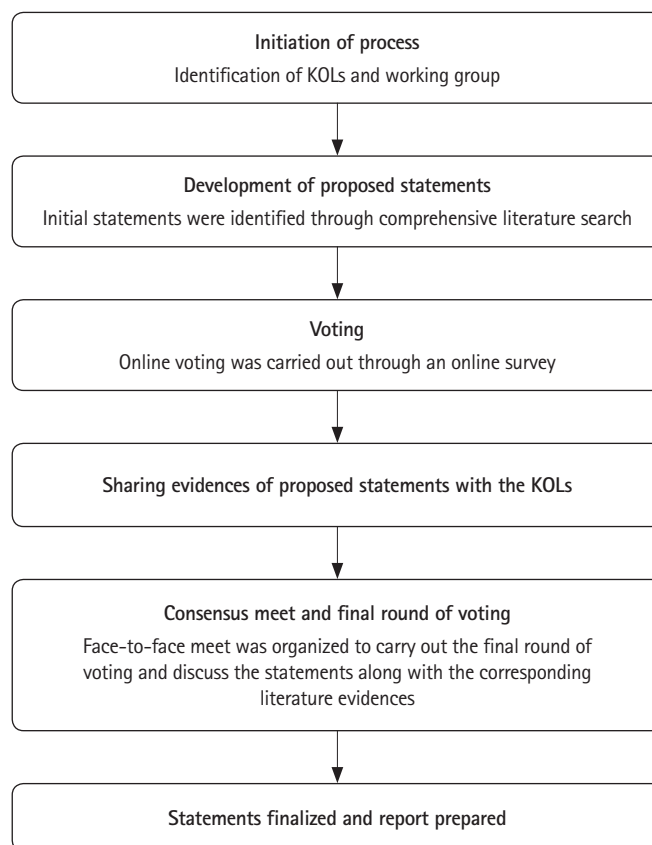 Initiation of process
Identification of KOLs and working group
Development of proposed statements
Initial statements were identified through comprehensive literature search
Voting
Online voting was carried out through an online survey
Sharing evidences of proposed statements with the KOLs
Consensus meet and final round of voting
Face-to-face meet was organized to carry out the final round of
voting and discuss the statements along with the corresponding
literature evidences
Statements finalized and report prepared